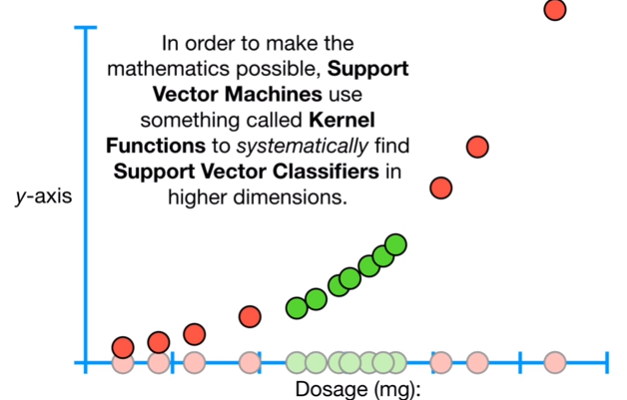 In order to make the
mathematics possible, Support
Vector Machines use
something called Kernel
Functions to systematically find
Support Vector Classifiers in
higher dimensions.
y-axis
Dosage (mg):